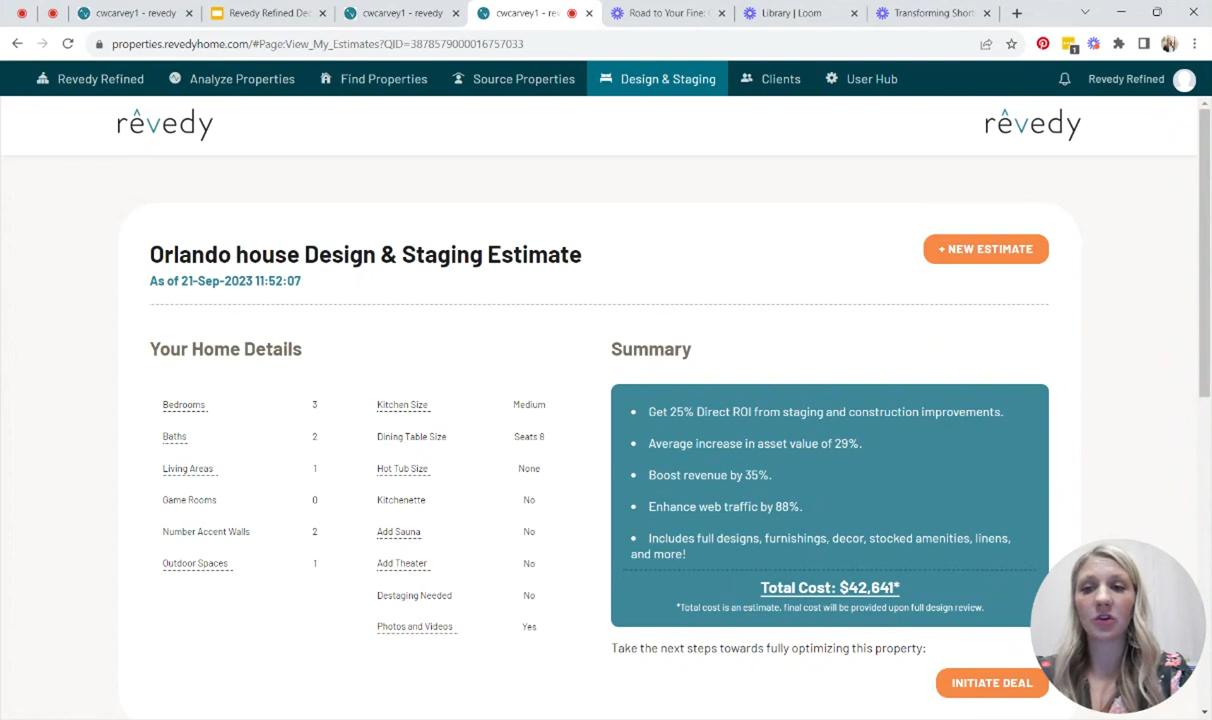 cwcarvey1 - revedy
Revedy Refined Dec
cwcarvey1 - revedy
cwcarvey1 - rev
Road to Your Fine:
Library | Loom
Transforming Short
properties.revedyhome.com/#Page:View_My_Estimates?QID=3878579000016757033
Revedy Refined
Analyze Properties
Find Properties
Source Properties
Design & Staging
Clients
User Hub
Revedy Refined
rêvedy
rêvedy
Orlando house Design & Staging Estimate
+ NEW ESTIMATE
As of 21-Sep-2023 11:52:07
Your Home Details
Summary
Bedrooms 3 Kitchen Size Medium
Baths 2 Dining Table Size Seats 8
Living Areas 1 Hot Tub Size None
Game Rooms 0 Kitchenette No
Number Accent Walls 2 Add Sauna No
Outdoor Spaces 1 Add Theater No
Destaging Needed No
Photos and Videos Yes
• Get 25% Direct ROI from staging and construction improvements.
• Average increase in asset value of 29%.
• Boost revenue by 35%.
• Enhance web traffic by 88%.
• Includes full designs, furnishings, decor, stocked amenities, linens,
and more!
Total Cost: $42,641*
*Total cost is an estimate, final cost will be provided upon full design review.
Take the next steps towards fully optimizing this property:
INITIATE DEAL